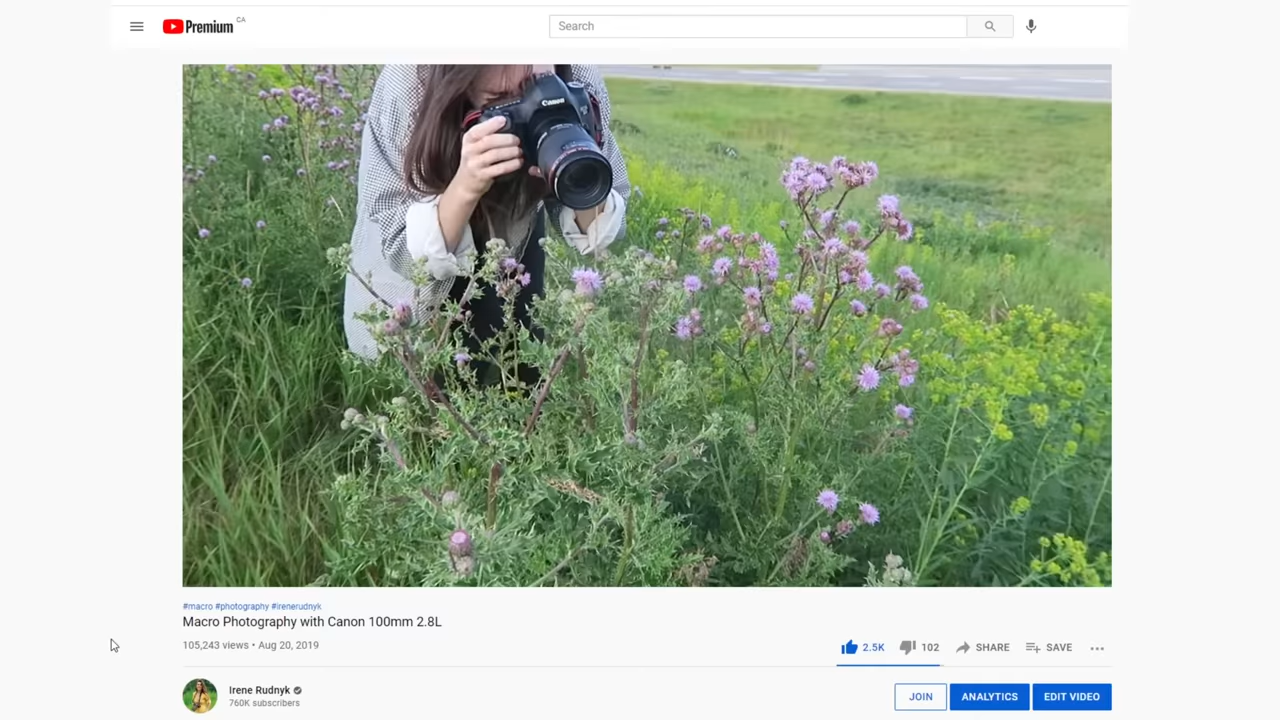 Premium CA
Search
Canon
#macro #photography #irenerudnyk
Macro Photography with Canon 100mm 2.8L
105,243 views • Aug 20, 2019
2.5K 102 SHARE SAVE
Irene Rudnyk
760K subscribers
JOIN ANALYTICS EDIT VIDEO